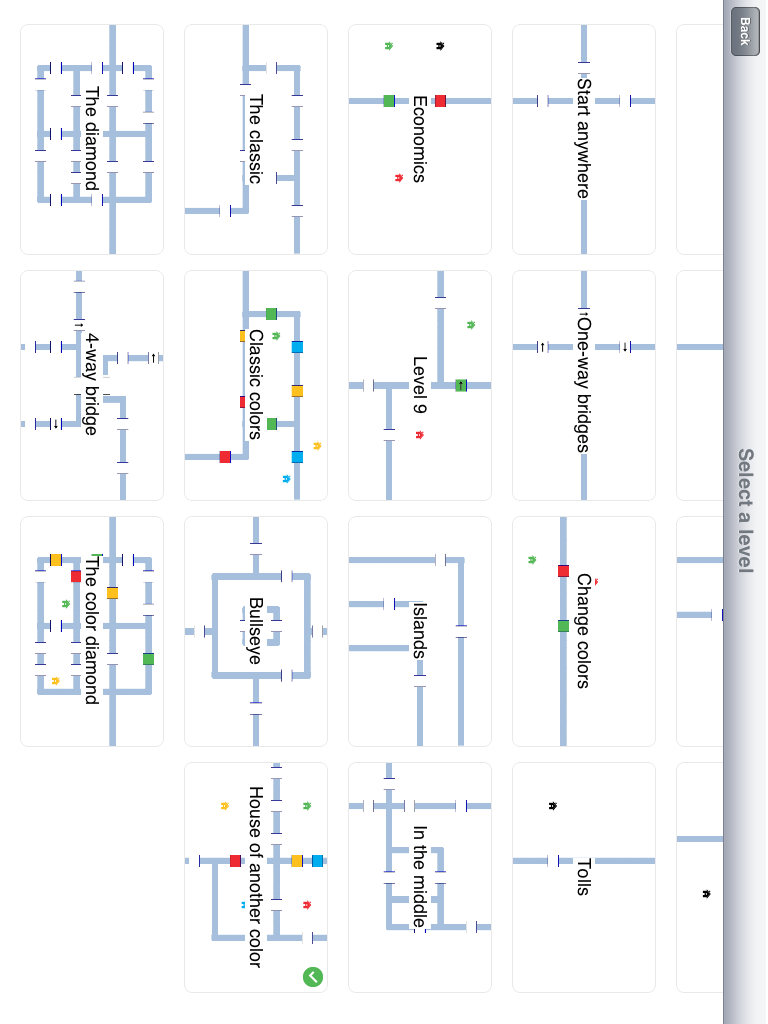 Back
Select a level
Start anywhere
One-way bridges
Change colors
Tolls
Economics
Level 9
Islands
In the middle
The classic
Classic colors
Bullseye
House of another color
The diamond
4-way bridge
The color diamond